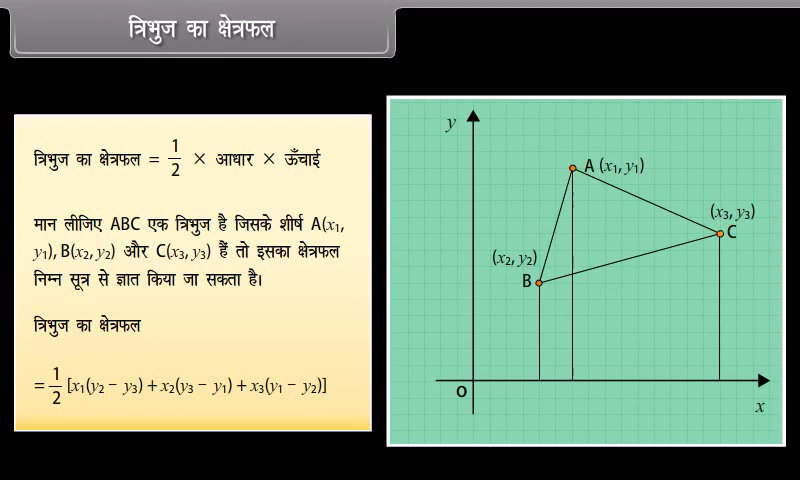 त्रिभुज का क्षेत्रफल
त्रिभुज का क्षेत्रफल = 1/2 × आधार × ऊँचाई
मान लीजिए ABC एक त्रिभुज है जिसके शीर्ष A(x₁,
y₁), B(x₂, y₂) और C(x₃, y₃) हैं तो इसका क्षेत्रफल
निम्न सूत्र से ज्ञात किया जा सकता है।
त्रिभुज का क्षेत्रफल
= 1/2 [x₁(y₂ − y₃) + x₂(y₃ − y₁) + x₃(y₁ − y₂)]
y
A (x₁, y₁)
(x₃, y₃)
C
(x₂, y₂)
B
O
x